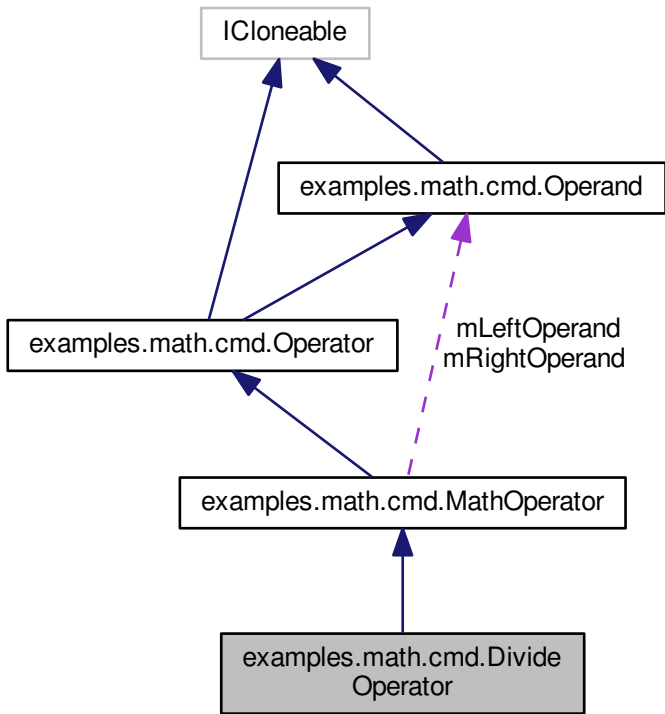 ICloneable
examples.math.cmd.Operand
examples.math.cmd.Operator
mLeftOperand
mRightOperand
examples.math.cmd.MathOperator
examples.math.cmd.Divide
Operator